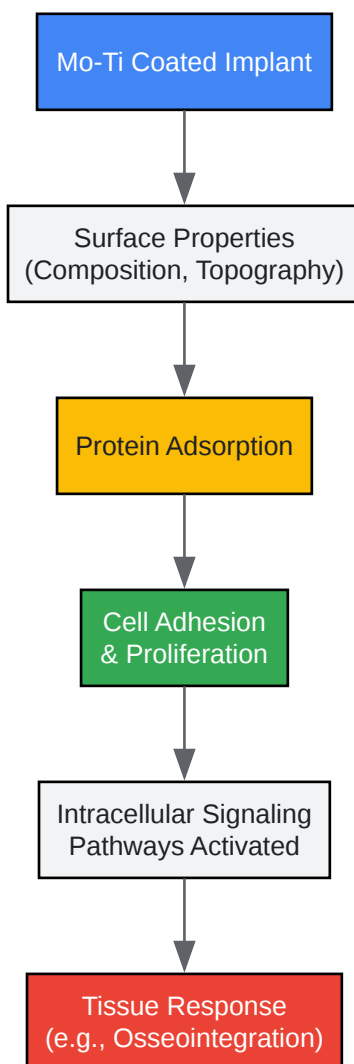 Mo-Ti Coated Implant
Surface Properties
(Composition, Topography)
Protein Adsorption
Cell Adhesion
& Proliferation
Intracellular Signaling
Pathways Activated
Tissue Response
(e.g., Osseointegration)